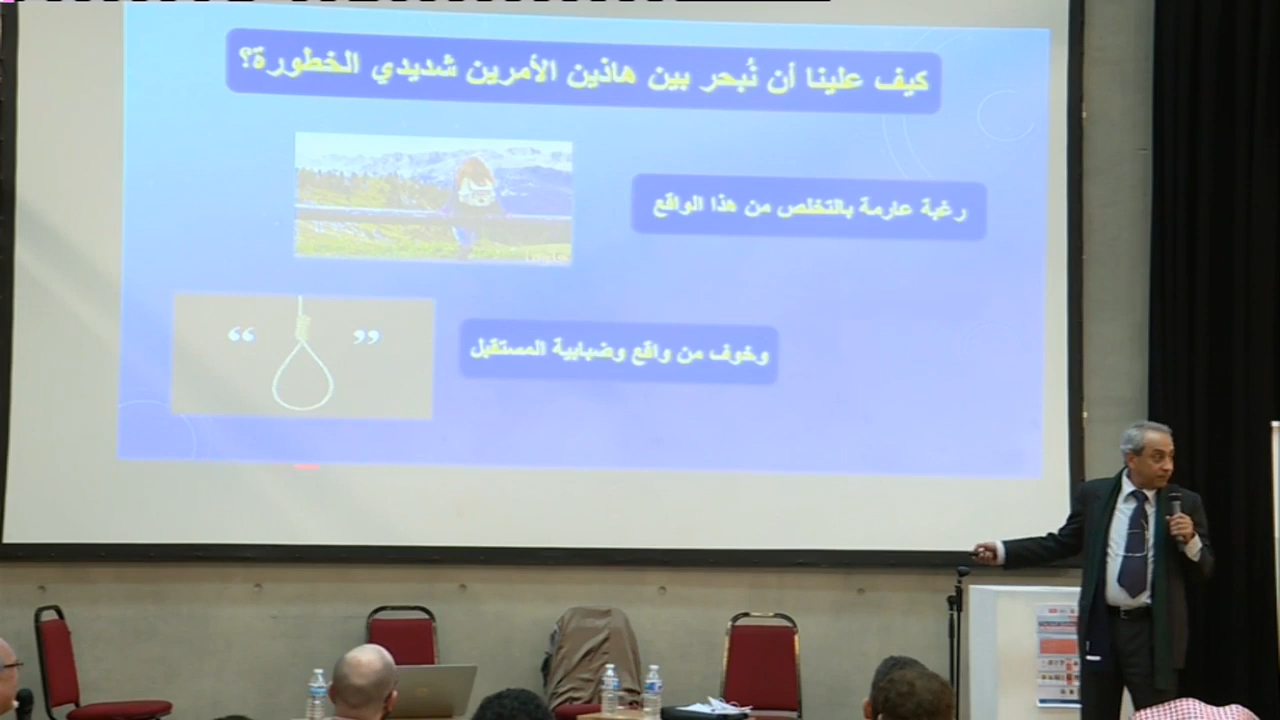 كيف علينا أن نُبحر بين هاذين الأمرين شديدي الخطورة؟
رغبة عارمة بالتخلص من هذا الواقع
وخوف من واقع وضبابية المستقبل
“ ”